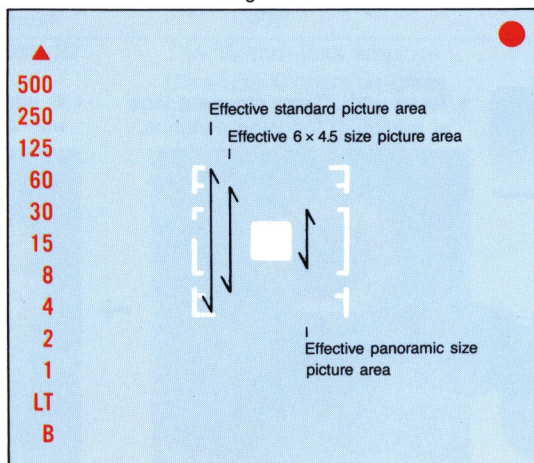 500
250
125
60
30
15
8
4
2
1
LT
B
Effective standard picture area
Effective 6 × 4.5 size picture area
Effective panoramic size
picture area